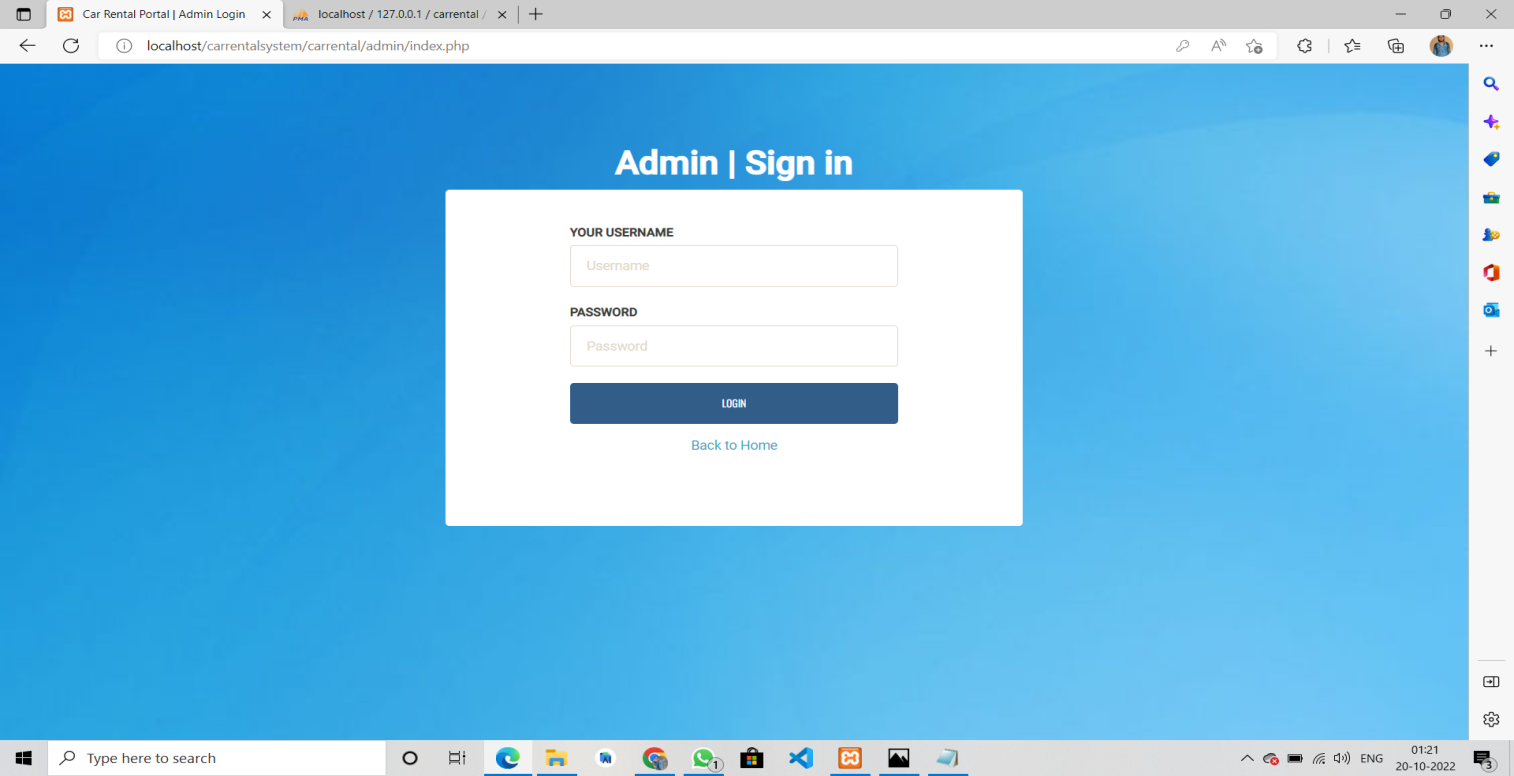 Car Rental Portal | Admin Login
localhost / 127.0.0.1 / carrental /
localhost/carrentalsystem/carrental/admin/index.php
Admin | Sign in
YOUR USERNAME
Username
PASSWORD
Password
LOGIN
Back to Home
Type here to search
1
ENG
01:21
20-10-2022
3